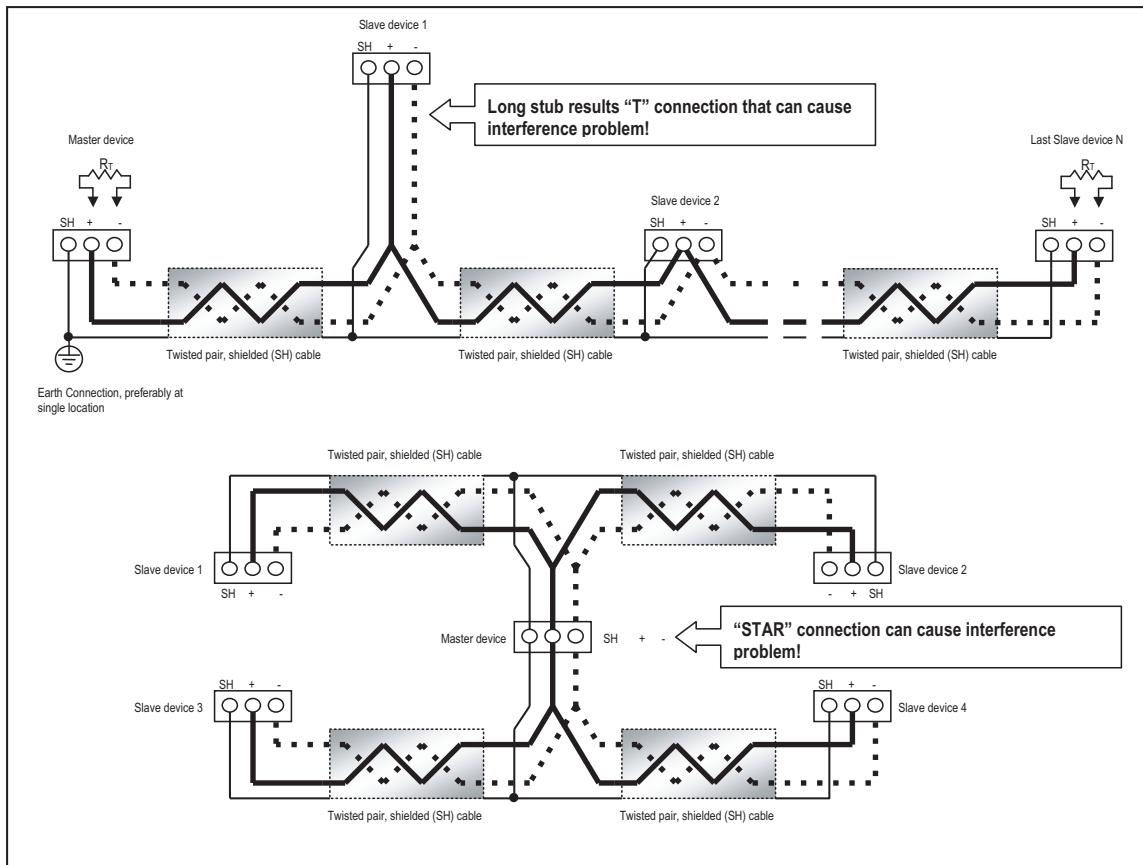 Slave device 1
SH + -
Long stub results “T” connection that can cause
interference problem!
Master device
RT
SH + -
Last Slave device N
RT
SH + -
Slave device 2
SH + -
Twisted pair, shielded (SH) cable
Twisted pair, shielded (SH) cable
Twisted pair, shielded (SH) cable
Earth Connection, preferably at
single location
Twisted pair, shielded (SH) cable
Twisted pair, shielded (SH) cable
Slave device 1
SH + -
Slave device 2
- + SH
Master device
SH + -
“STAR” connection can cause interference
problem!
Slave device 3
SH + -
Slave device 4
SH + -
Twisted pair, shielded (SH) cable
Twisted pair, shielded (SH) cable